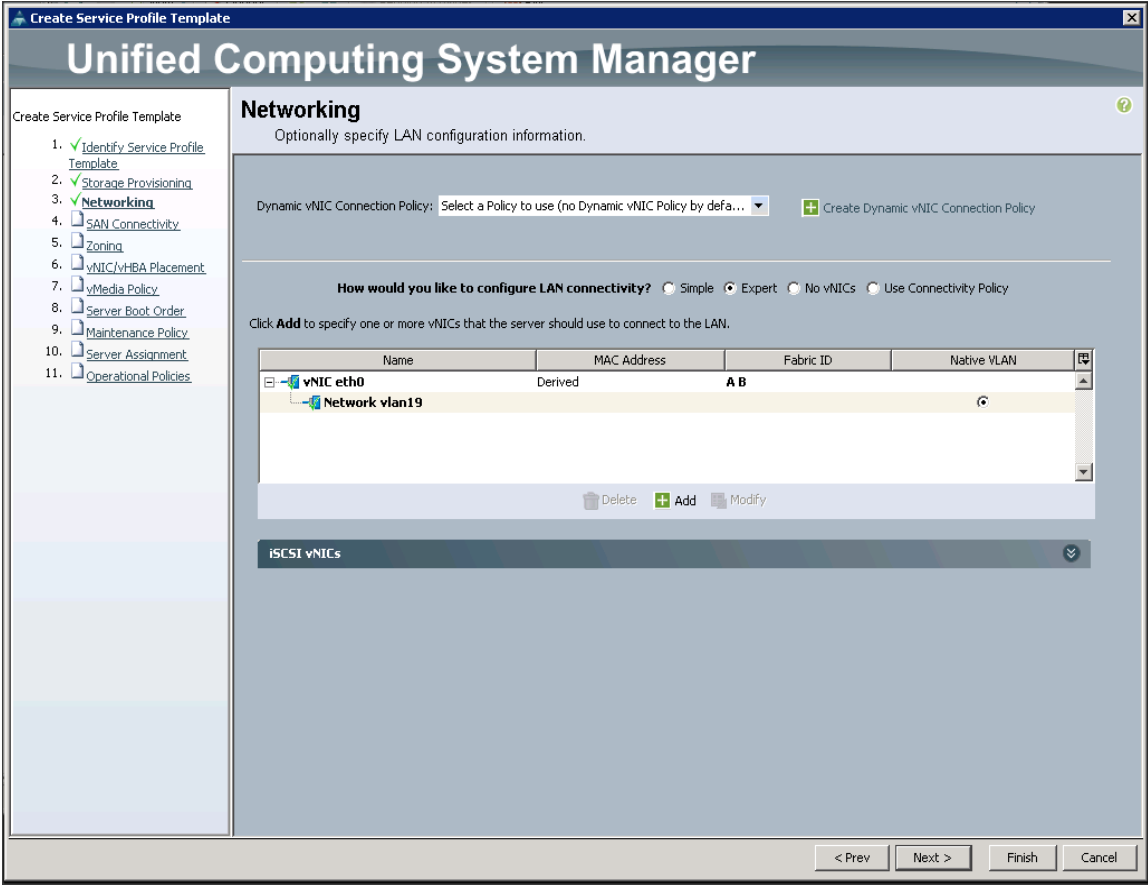 Create Service Profile Template
Unified Computing System Manager
Create Service Profile Template
1. Identify Service Profile
Template
2. Storage Provisioning
3. Networking
4. SAN Connectivity
5. Zoning
6. vNIC/vHBA Placement
7. vMedia Policy
8. Server Boot Order
9. Maintenance Policy
10. Server Assignment
11. Operational Policies
Networking
Optionally specify LAN configuration information.
Dynamic vNIC Connection Policy: Select a Policy to use (no Dynamic vNIC Policy by defa... Create Dynamic vNIC Connection Policy
How would you like to configure LAN connectivity? Simple Expert No vNICs Use Connectivity Policy
Click Add to specify one or more vNICs that the server should use to connect to the LAN.
Name MAC Address Fabric ID Native VLAN
vNIC eth0 Derived A B
Network vlan19
Delete Add Modify
iSCSI vNICs
< Prev Next > Finish Cancel